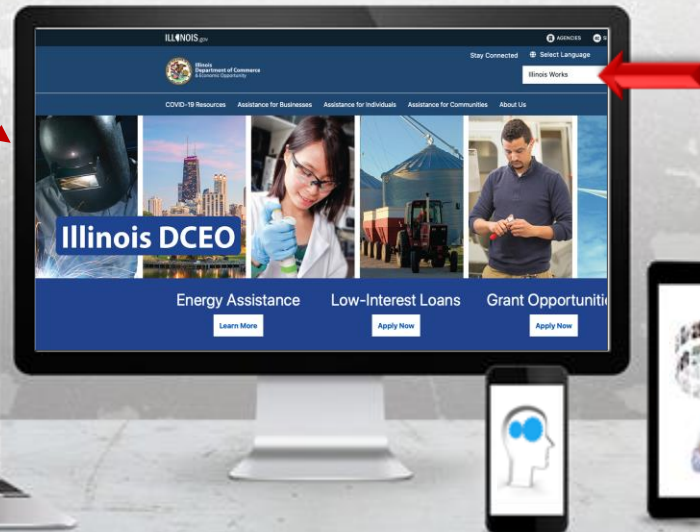 ILLINOIS.gov
AGENCIES
Stay Connected Select Language
Illinois
Department of Commerce
& Economic Opportunity
Illinois Works
COVID-19 Resources Assistance for Businesses Assistance for Individuals Assistance for Communities About Us
Illinois DCEO
Energy Assistance Low-Interest Loans Grant Opportuniti
Learn More Apply Now Apply Now